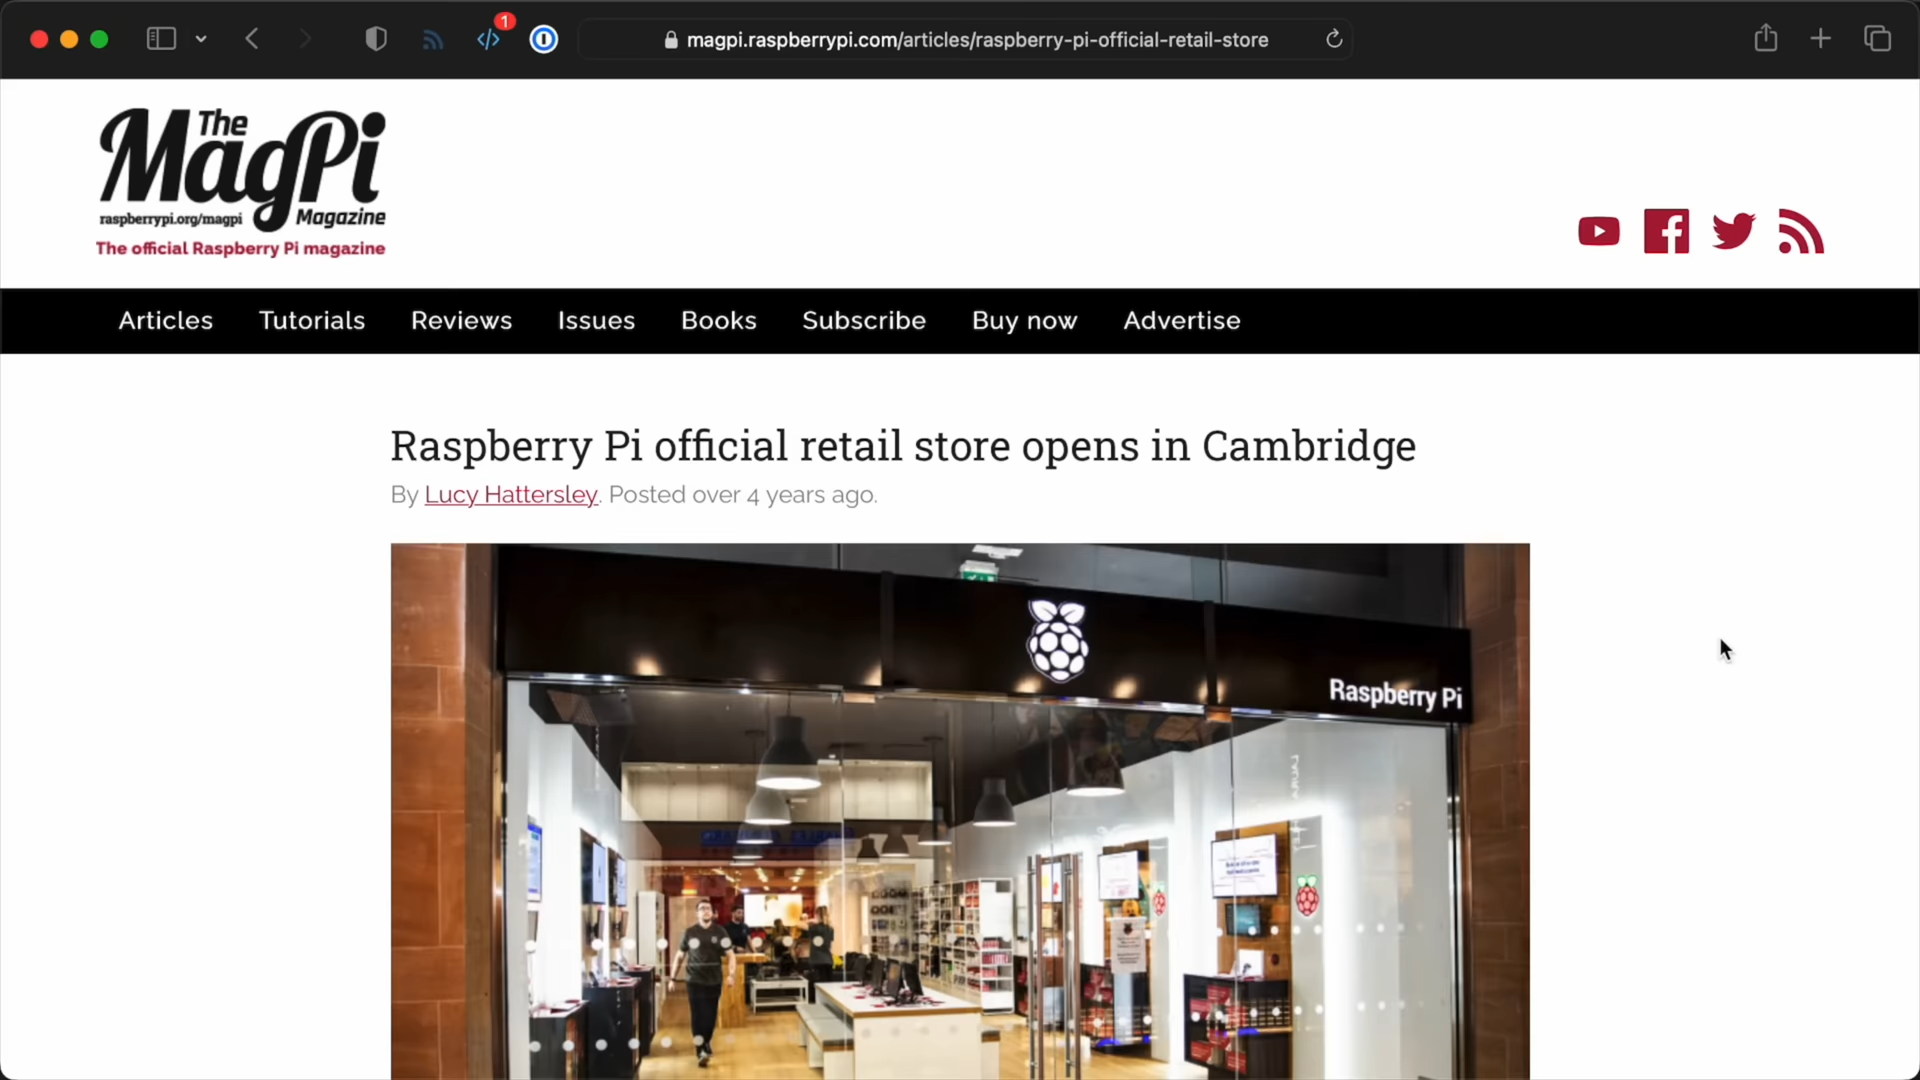 1
magpi.raspberrypi.com/articles/raspberry-pi-official-retail-store
The
MagPi
raspberrypi.org/magpi Magazine
The official Raspberry Pi magazine
Articles Tutorials Reviews Issues Books Subscribe Buy now Advertise
Raspberry Pi official retail store opens in Cambridge
By Lucy Hattersley. Posted over 4 years ago.
Raspberry Pi